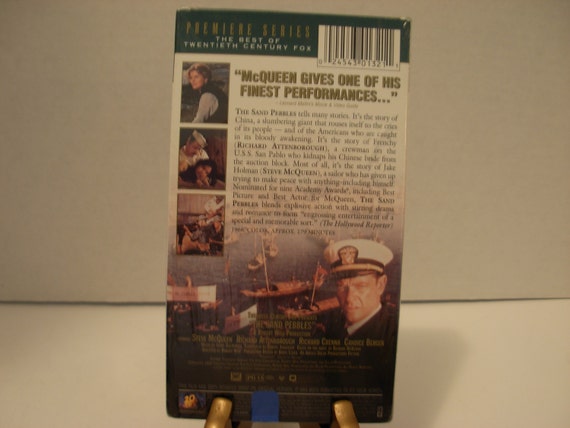 PREMIERE SERIES
THE BEST OF
TWENTIETH CENTURY FOX
"MCQUEEN GIVES ONE OF HIS
FINEST PERFORMANCES..."
THE SAND PEBBLES tells many stories. It's the story of
China, a slumbering giant that rouses itself to the cries
of its people — and of the Americans who are caught
in its bloody awakening. It's the story of Frenchy
(RICHARD ATTENBOROUGH), a crewman on the
U.S.S. San Pablo who kidnaps his Chinese bride from
the auction block. Most of all, it's the story of Jake
Holman (STEVE MCQUEEN), a sailor who has given up
trying to make peace with anything-including himself.
Nominated for nine Academy Awards®, including Best
Picture and Best Actor for McQueen, THE SAND
PEBBLES blends explosive action with stirring drama
and romance to form "engrossing entertainment of a
special and memorable sort." (The Hollywood Reporter)
"THE SAND PEBBLES"
A ROBERT WISE PRODUCTION
STEVE MCQUEEN RICHARD ATTENBOROUGH RICHARD CRENNA CANDICE BERGEN